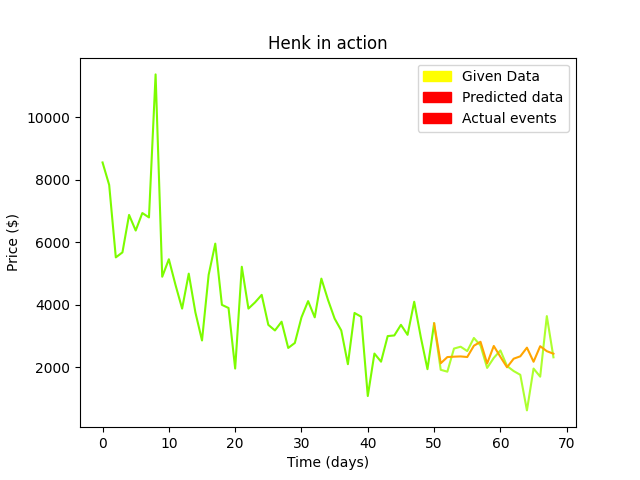 Henk in action
Given Data
Predicted data
Actual events
Price ($)
10000
8000
6000
4000
2000
0 10 20 30 40 50 60 70
Time (days)